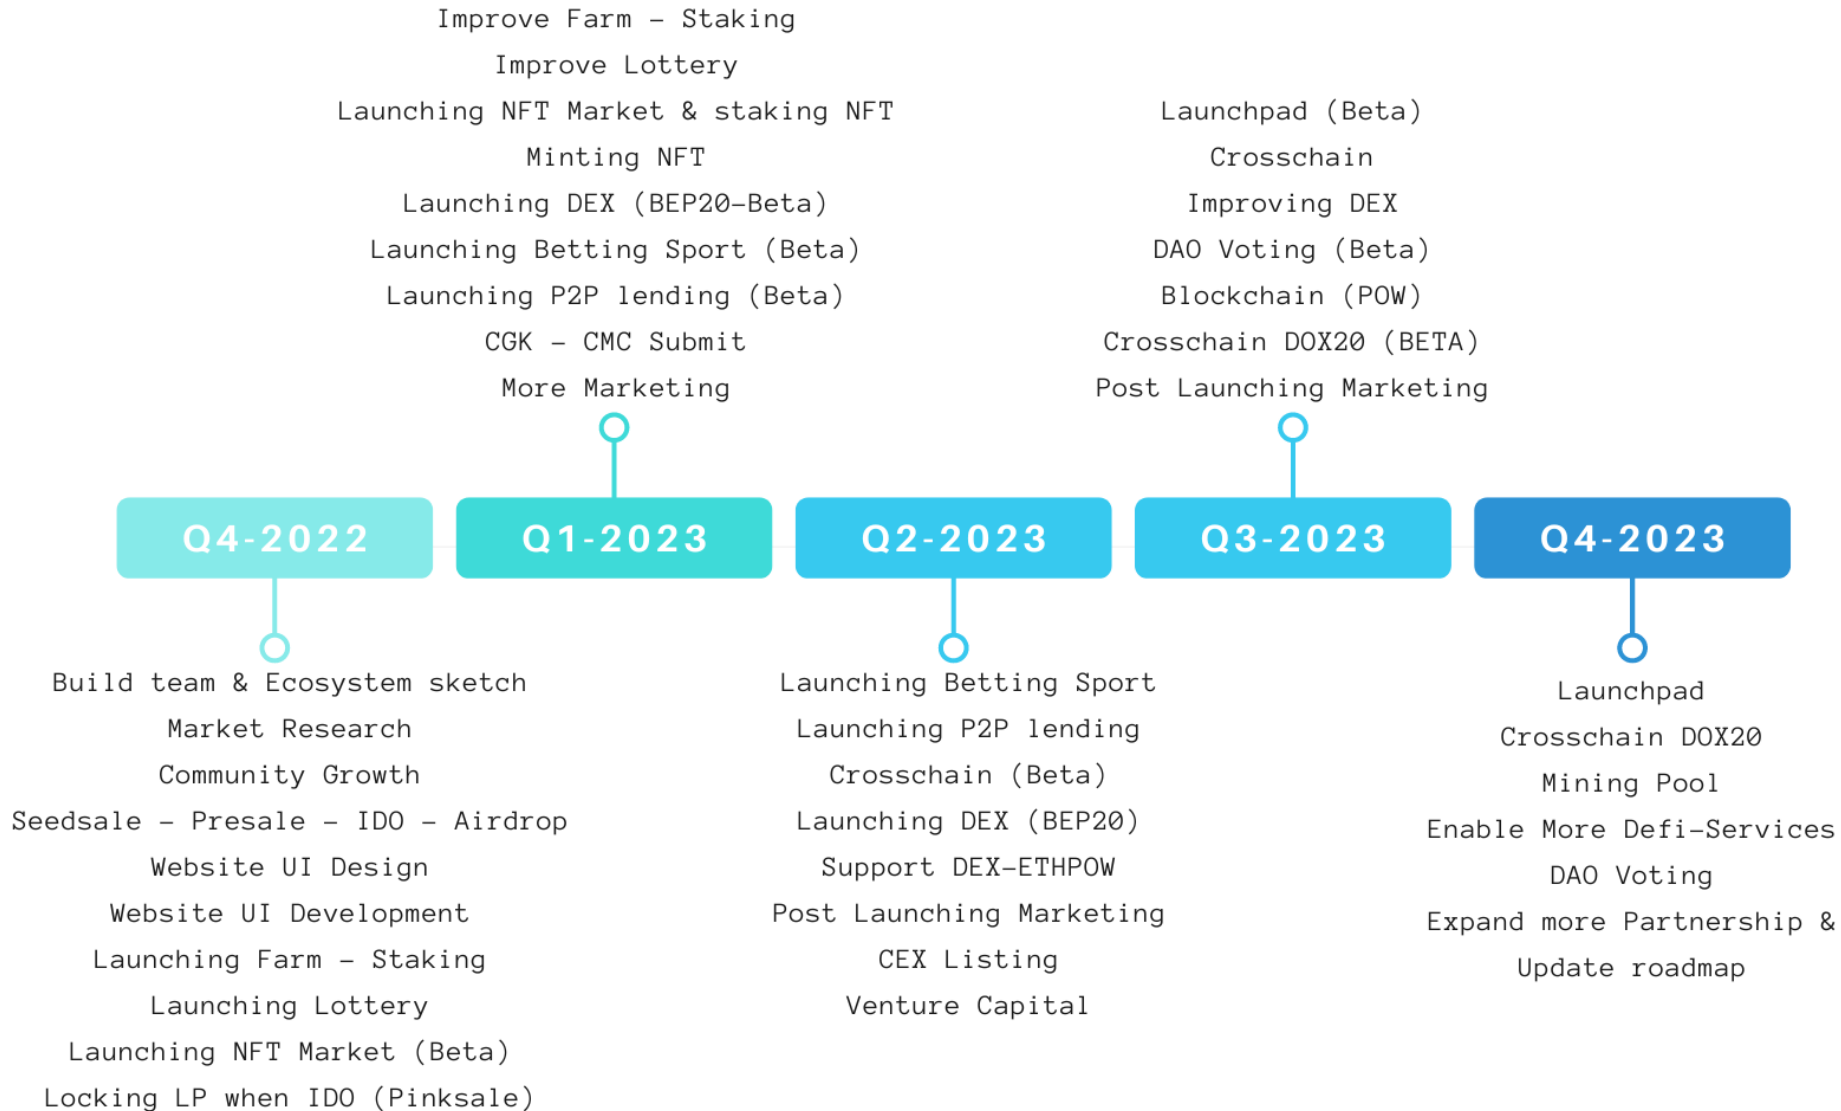 Improve Farm - Staking
Improve Lottery
Launching NFT Market & staking NFT
Minting NFT
Launching DEX (BEP20-Beta)
Launching Betting Sport (Beta)
Launching P2P lending (Beta)
CGK - CMC Submit
More Marketing
Launchpad (Beta)
Crosschain
Improving DEX
DAO Voting (Beta)
Blockchain (POW)
Crosschain DOX20 (BETA)
Post Launching Marketing
Q4-2022
Q1-2023
Q2-2023
Q3-2023
Q4-2023
Build team & Ecosystem sketch
Market Research
Community Growth
Seedsale - Presale - IDO - Airdrop
Website UI Design
Website UI Development
Launching Farm - Staking
Launching Lottery
Launching NFT Market (Beta)
Locking LP when IDO (Pinksale)
Launching Betting Sport
Launching P2P lending
Crosschain (Beta)
Launching DEX (BEP20)
Support DEX-ETHPOW
Post Launching Marketing
CEX Listing
Venture Capital
Launchpad
Crosschain DOX20
Mining Pool
Enable More Defi-Services
DAO Voting
Expand more Partnership &
Update roadmap